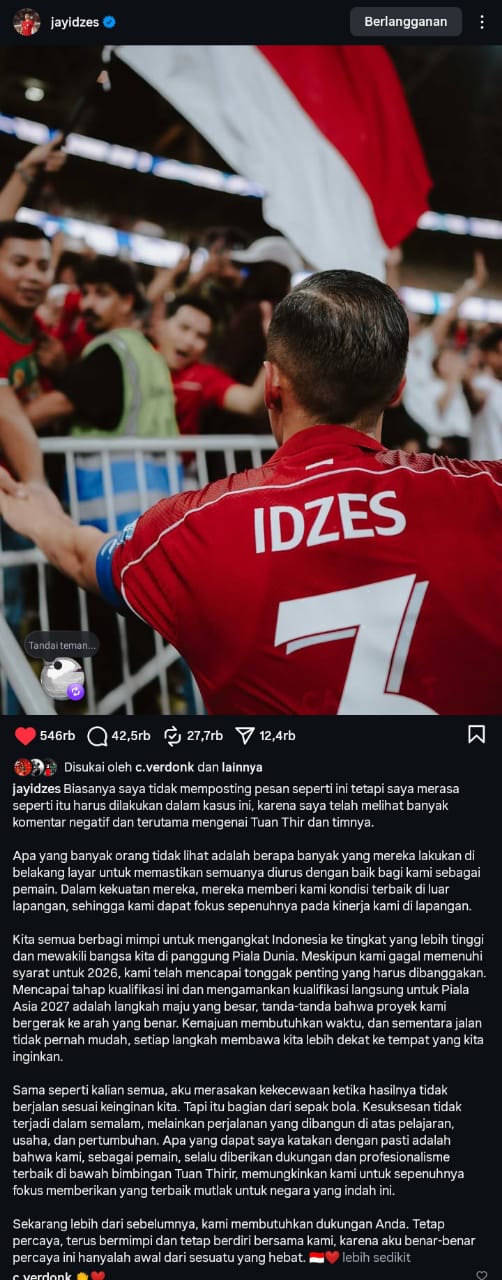 jayidzes
Berlangganan
IDZES
3
Tandai teman...
546rb 42,5rb 27,7rb 12,4rb
Disukai oleh c.verdonk dan lainnya
jayidzes Biasanya saya tidak memposting pesan seperti ini tetapi saya merasa
seperti itu harus dilakukan dalam kasus ini, karena saya telah melihat banyak
komentar negatif dan terutama mengenai Tuan Thir dan timnya.
Apa yang banyak orang tidak lihat adalah berapa banyak yang mereka lakukan di
belakang layar untuk memastikan semuanya diurus dengan baik bagi kami sebagai
pemain. Dalam kekuatan mereka, mereka memberi kami kondisi terbaik di luar
lapangan, sehingga kami dapat fokus sepenuhnya pada kinerja kami di lapangan.
Kita semua berbagi mimpi untuk mengangkat Indonesia ke tingkat yang lebih tinggi
dan mewakili bangsa kita di panggung Piala Dunia. Meskipun kami gagal memenuhi
syarat untuk 2026, kami telah mencapai tonggak penting yang harus dibanggakan.
Mencapai tahap kualifikasi ini dan mengamankan kualifikasi langsung untuk Piala
Asia 2027 adalah langkah maju yang besar, tanda-tanda bahwa proyek kami
bergerak ke arah yang benar. Kemajuan membutuhkan waktu, dan sementara jalan
tidak pernah mudah, setiap langkah membawa kita lebih dekat ke tempat yang kita
inginkan.
Sama seperti kalian semua, aku merasakan kekecewaan ketika hasilnya tidak
berjalan sesuai keinginan kita. Tapi itu bagian dari sepak bola. Kesuksesan tidak
terjadi dalam semalam, melainkan perjalanan yang dibangun di atas pelajaran,
usaha, dan pertumbuhan. Apa yang dapat saya katakan dengan pasti adalah
bahwa kami, sebagai pemain, selalu diberikan dukungan dan profesionalisme
terbaik di bawah bimbingan Tuan Thirir, memungkinkan kami untuk sepenuhnya
fokus memberikan yang terbaik mutlak untuk negara yang indah ini.
Sekarang lebih dari sebelumnya, kami membutuhkan dukungan Anda. Tetap
percaya, terus bermimpi dan tetap berdiri bersama kami, karena aku benar-benar
percaya ini hanyalah awal dari sesuatu yang hebat. 🇮🇩❤️ lebih sedikit
c.verdonk 👏❤️